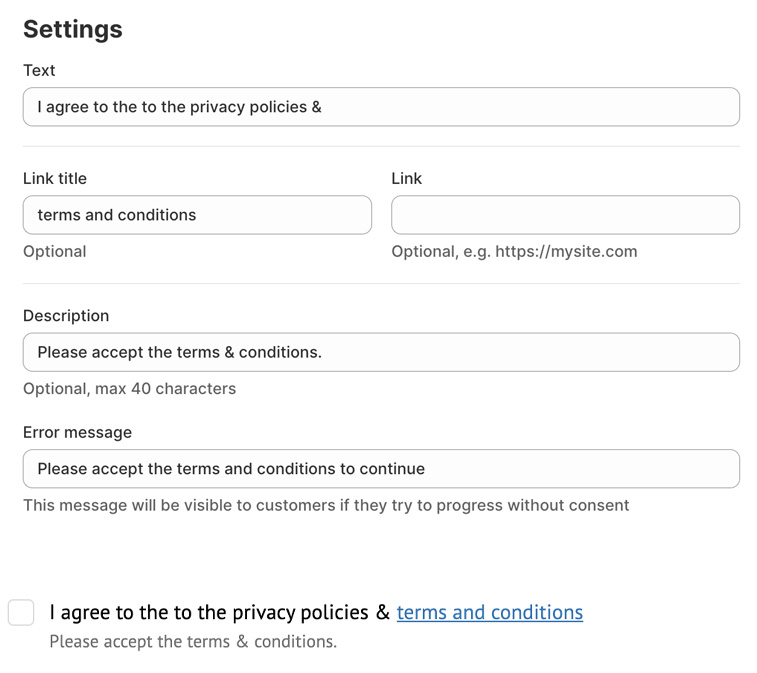 Settings
Text
I agree to the to the privacy policies &
Link title
Link
terms and conditions
Optional
Optional, e.g. https://mysite.com
Description
Please accept the terms & conditions.
Optional, max 40 characters
Error message
Please accept the terms and conditions to continue
This message will be visible to customers if they try to progress without consent
I agree to the to the privacy policies & terms and conditions
Please accept the terms & conditions.